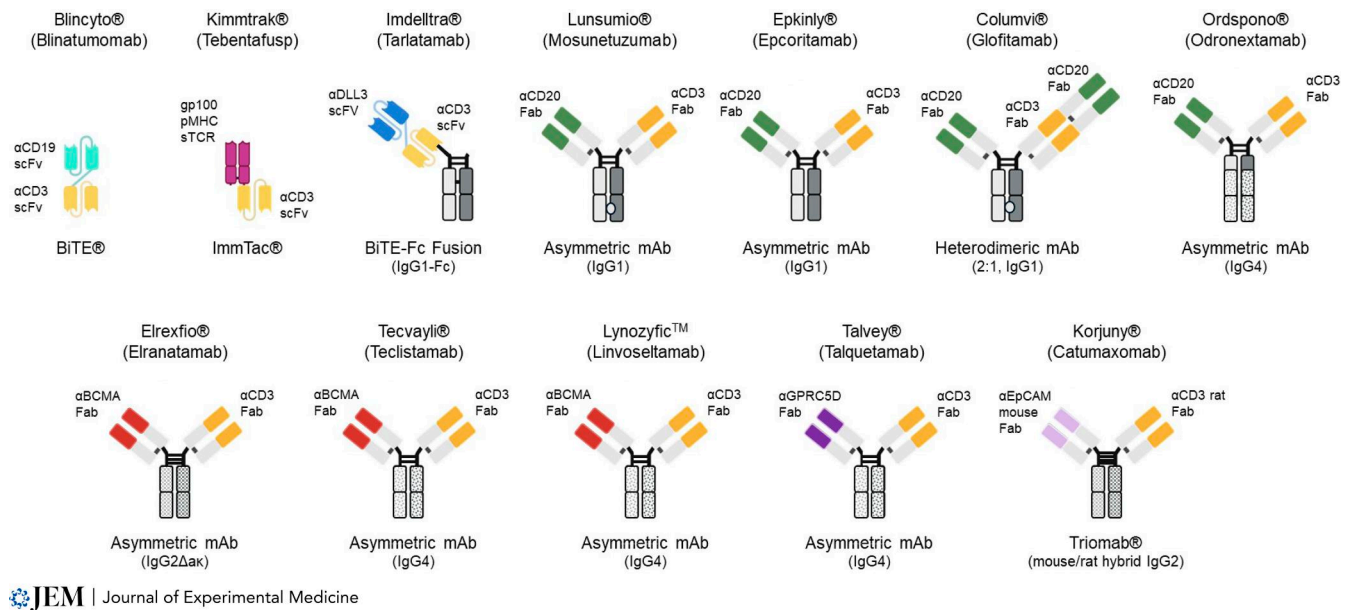 Blincyto®
(Blinatumomab)
αCD19
scFv
αCD3
scFv
BiTE®
Kimmtrak®
(Tebentafusp)
gp100
pMHC
sTCR
αCD3
scFv
ImmTac®
Imdelltra®
(Tarlatamab)
αDLL3
scFV
αCD3
scFv
BiTE-Fc Fusion
(IgG1-Fc)
Lunsumio®
(Mosunetuzumab)
αCD20
Fab
αCD3
Fab
Asymmetric mAb
(IgG1)
Epkinly®
(Epcoritamab)
αCD20
Fab
αCD3
Fab
Asymmetric mAb
(IgG1)
Columvi®
(Glofitamab)
αCD20
Fab
αCD3
Fab
αCD20
Fab
Heterodimeric mAb
(2:1, IgG1)
Ordspono®
(Odronextamab)
αCD20
Fab
αCD3
Fab
Asymmetric mAb
(IgG4)
Elrexfio®
(Elranatamab)
αBCMA
Fab
αCD3
Fab
Asymmetric mAb
(IgG2Δaκ)
Tecvayli®
(Teclistamab)
αBCMA
Fab
αCD3
Fab
Asymmetric mAb
(IgG4)
Lynozyfic™
(Linvoseltamab)
αBCMA
Fab
αCD3
Fab
Asymmetric mAb
(IgG4)
Talvey®
(Talquetamab)
αGPRC5D
Fab
αCD3
Fab
Asymmetric mAb
(IgG4)
Korjuny®
(Catumaxomab)
αEpCAM
mouse
Fab
αCD3 rat
Fab
Triomab®
(mouse/rat hybrid IgG2)
JEM | Journal of Experimental Medicine